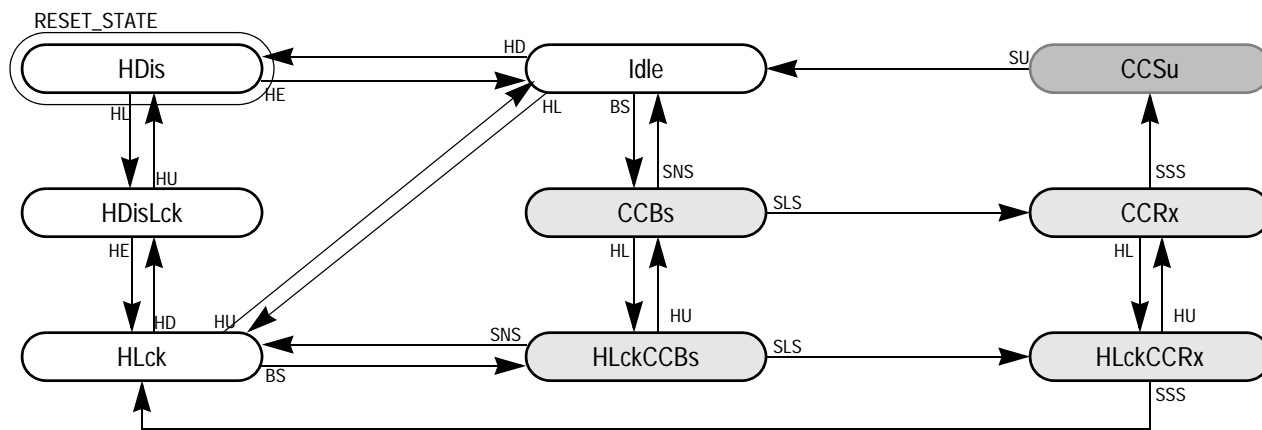 RESET_STATE
HDis
HD
Idle
SU
CCSu
HE
HL
HL
BS
HU
SNS
SSS
HDisLck
CCBs
SLS
CCRx
HE
HL
HL
HD
HU
SNS
HU
SLS
HU
HLck
HLckCCBs
HLckCCRx
BS
SSS